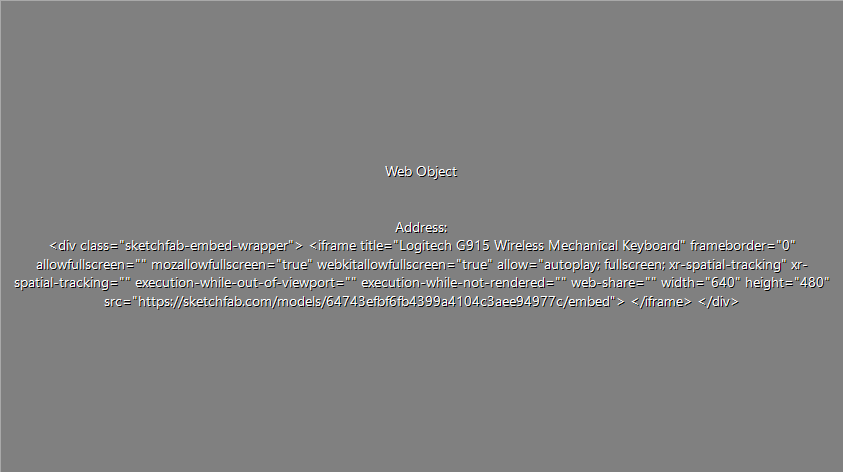 Web Object
Address:
<div class="sketchfab-embed-wrapper"> <iframe title="Logitech G915 Wireless Mechanical Keyboard" frameborder="0"
allowfullscreen="" mozallowfullscreen="true" webkitallowfullscreen="true" allow="autoplay; fullscreen; xr-spatial-tracking" xr-
spatial-tracking="" execution-while-out-of-viewport="" execution-while-not-rendered="" web-share="" width="640" height="480"
src="https://sketchfab.com/models/64743efbf6fb4399a4104c3aee94977c/embed"> </iframe> </div>